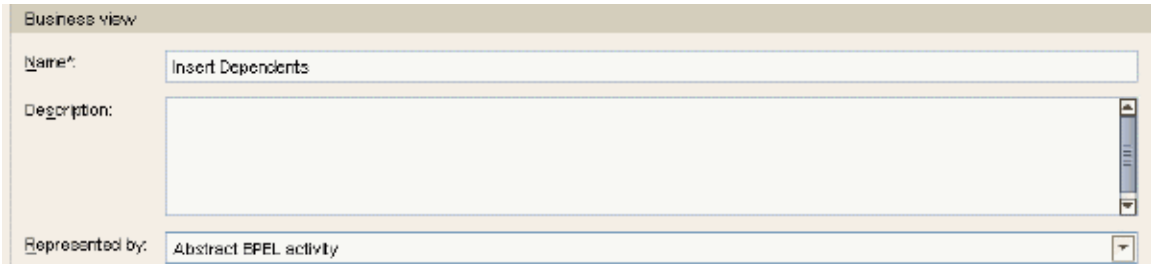 Business view
Name*: Insert Dependents
Description:
Represented by: Abstract BPEL activity